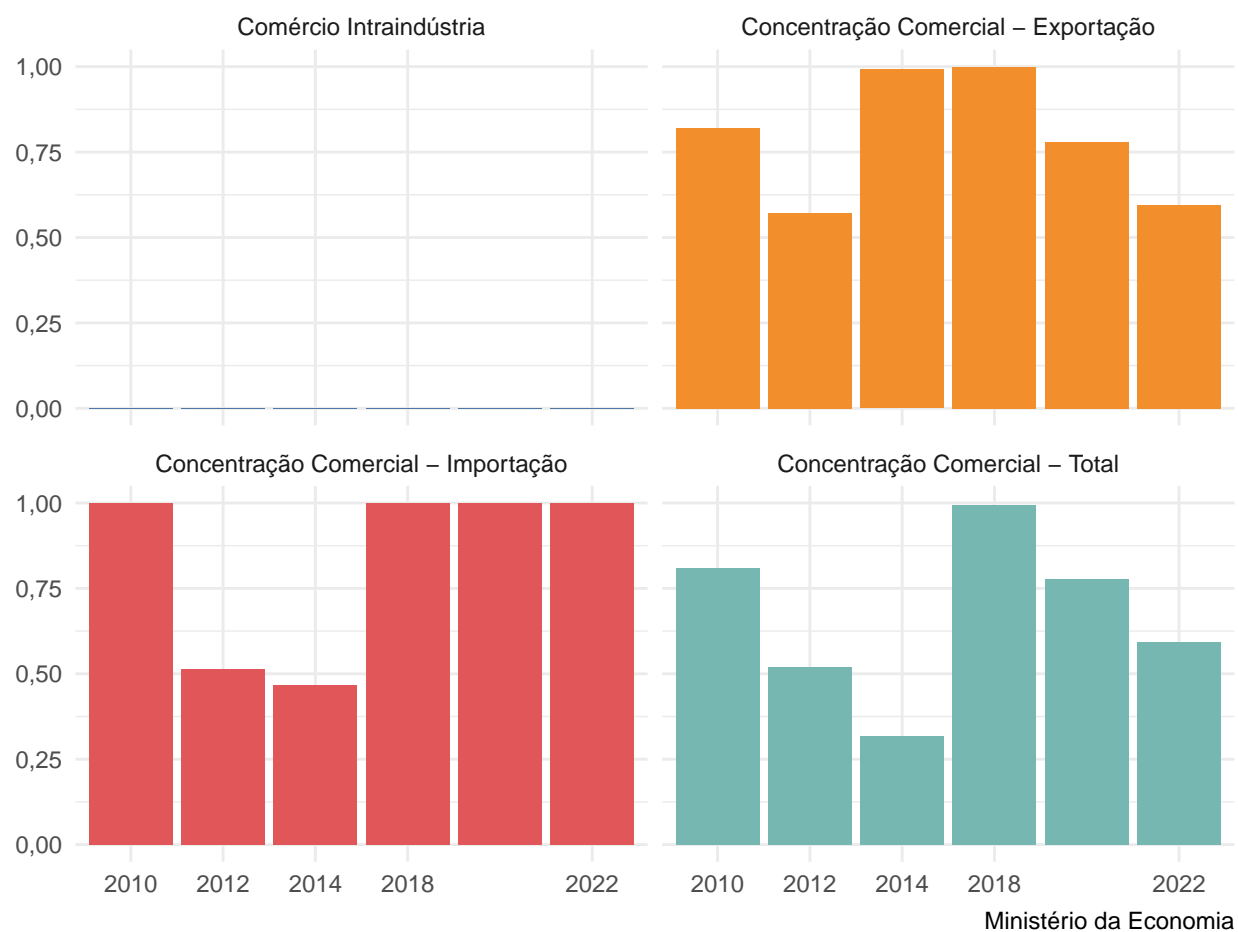 Comércio Intraindústria
Concentração Comercial – Exportação
1,00
0,75
0,50
0,25
0,00
Concentração Comercial – Importação
Concentração Comercial – Total
1,00
0,75
0,50
0,25
0,00
2010 2012 2014 2018 2022
2010 2012 2014 2018 2022
Ministério da Economia